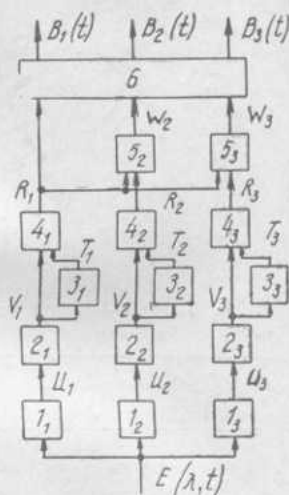 B₁(t) B₂(t) B₃(t)
6
W₂ W₃
5₂ 5₃
R₁ R₂ R₃
4₁ T₁ 4₂ T₂ 4₃ T₃
3₁ 3₂ 3₃
V₁ V₂ V₃
2₁ 2₂ 2₃
U₁ U₂ U₃
1₁ 1₂ 1₃
E(λ,t)